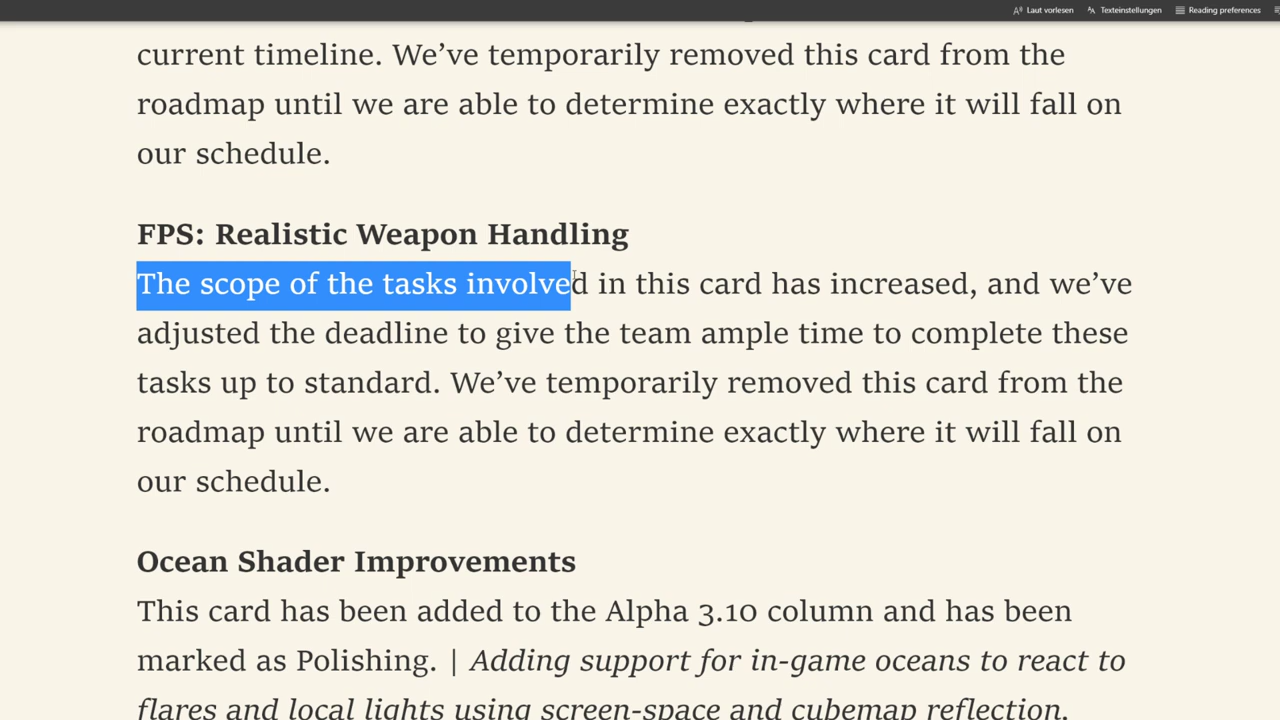 Laut vorlesen
Texteinstellungen
Reading preferences
current timeline. We’ve temporarily removed this card from the
roadmap until we are able to determine exactly where it will fall on
our schedule.
FPS: Realistic Weapon Handling
The scope of the tasks involved in this card has increased, and we’ve
adjusted the deadline to give the team ample time to complete these
tasks up to standard. We’ve temporarily removed this card from the
roadmap until we are able to determine exactly where it will fall on
our schedule.
Ocean Shader Improvements
This card has been added to the Alpha 3.10 column and has been
marked as Polishing. | Adding support for in-game oceans to react to
flares and local lights using screen-space and cubemap reflection.